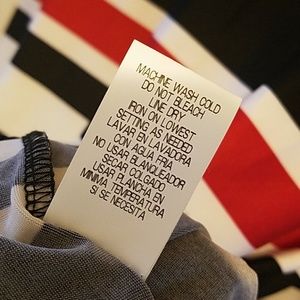 MACHINE WASH COLD
DO NOT BLEACH
LINE DRY
IRON ON LOWEST
SETTING AS NEEDED
LAVAR EN LAVADORA
CON AGUA FRIA
NO USAR BLANQUEADOR
SECAR COLGADO
USAR PLANCHA EN
MINIMA TEMPERATURA
SI SE NECESITA